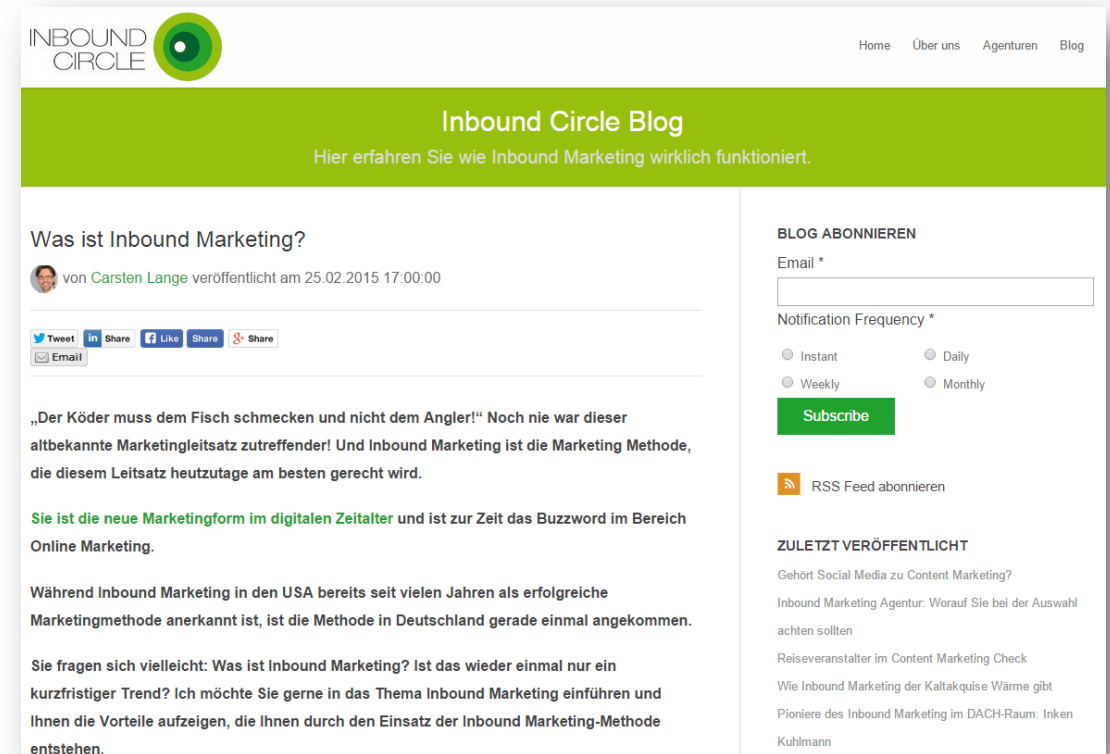 INBOUND
CIRCLE
Home Über uns Agenturen Blog
Inbound Circle Blog
Hier erfahren Sie wie Inbound Marketing wirklich funktioniert.
Was ist Inbound Marketing?
von Carsten Lange veröffentlicht am 25.02.2015 17:00:00
Tweet in Share f Like Share g+ Share
Email
„Der Köder muss dem Fisch schmecken und nicht dem Angler!“ Noch nie war dieser
altbekannte Marketingleitsatz zutreffender! Und Inbound Marketing ist die Marketing Methode,
die diesem Leitsatz heutzutage am besten gerecht wird.
Sie ist die neue Marketingform im digitalen Zeitalter und ist zur Zeit das Buzzword im Bereich
Online Marketing.
Während Inbound Marketing in den USA bereits seit vielen Jahren als erfolgreiche
Marketingmethode anerkannt ist, ist die Methode in Deutschland gerade einmal angekommen.
Sie fragen sich vielleicht: Was ist Inbound Marketing? Ist das wieder einmal nur ein
kurzfristiger Trend? Ich möchte Sie gerne in das Thema Inbound Marketing einführen und
Ihnen die Vorteile aufzeigen, die Ihnen durch den Einsatz der Inbound Marketing-Methode
entstehen.
BLOG ABONNIEREN
Email *
Notification Frequency *
Instant Daily
Weekly Monthly
Subscribe
RSS Feed abonnieren
ZULETZT VERÖFFENTLICHT
Gehört Social Media zu Content Marketing?
Inbound Marketing Agentur: Worauf Sie bei der Auswahl
achten sollten
Reiseveranstalter im Content Marketing Check
Wie Inbound Marketing der Kaltakquise Wärme gibt
Pioniere des Inbound Marketing im DACH-Raum: Inken
Kuhlmann